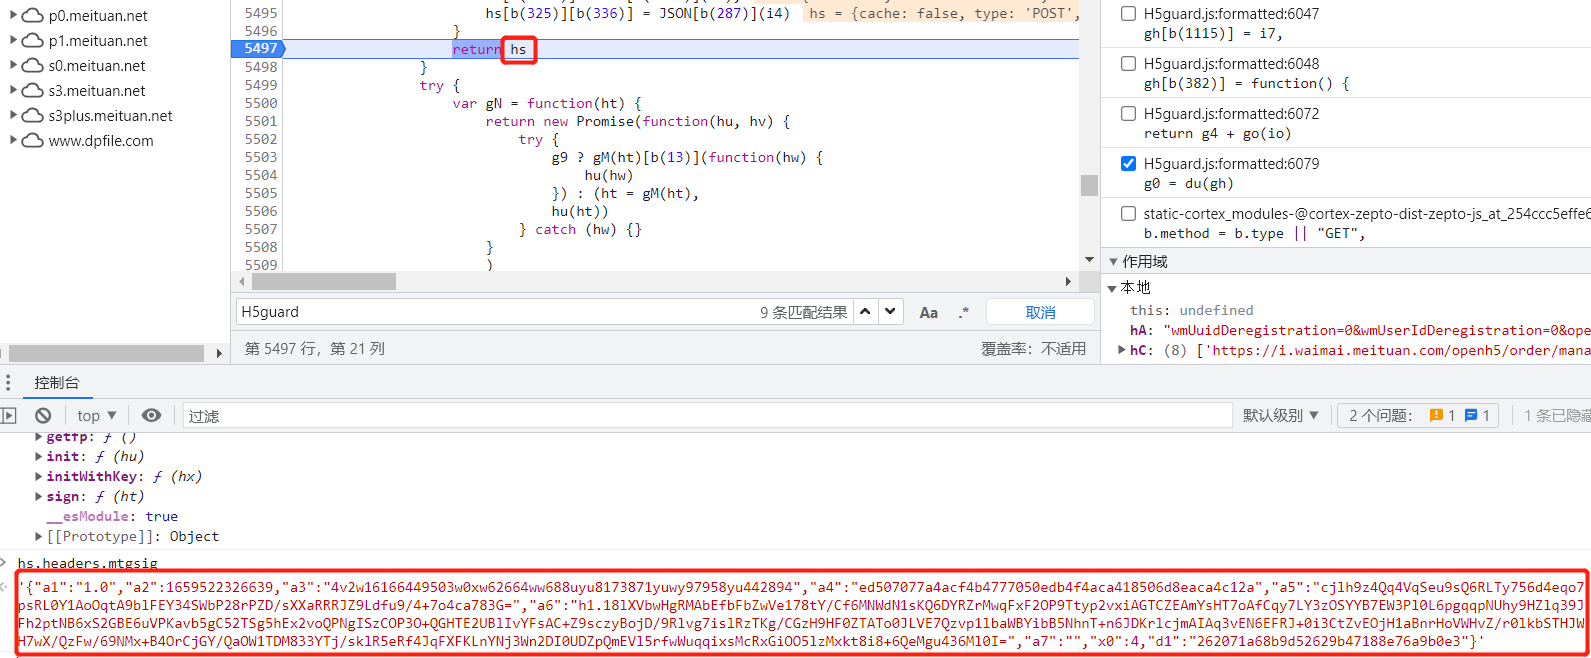 p0.meituan.net
p1.meituan.net
s0.meituan.net
s3.meituan.net
s3plus.meituan.net
www.dpfile.com
5495
hs[b(325)][b(336)] = JSON[b(287)](i4) hs = {cache: false, type: 'POST',
5496 }
5497 return hs
5498 }
5499 try {
5500 var gN = function(ht) {
5501 return new Promise(function(hu, hv) {
5502 try {
5503 g9 ? gM(ht)[b(13)](function(hw) {
5504 hu(hw)
5505 }) : (ht = gM(ht),
5506 hu(ht))
5507 } catch (hw) {}
5508 }
5509 )
H5guard 9 条匹配结果 Aa .* 取消
第 5497 行，第 21 列 覆盖率：不适用
H5guard.js:formatted:6047
gh[b(1115)] = i7,
H5guard.js:formatted:6048
gh[b(382)] = function() {
H5guard.js:formatted:6072
return g4 + go(io)
H5guard.js:formatted:6079
g0 = du(gh)
static-cortex_modules-@cortex-zepto-dist-zepto-js_at_254ccc5effe6
b.method = b.type || "GET",
作用域
本地
this: undefined
hA: "wmUuidDeregistration=0&wmUserIdDeregistration=0&ope
hC: (8) ['https://i.waimai.meituan.com/openh5/order/mana
控制台
top 过滤 默认级别 2 个问题： 1 1 1 条已隐藏
getfp: ƒ ()
init: ƒ (hu)
initWithKey: ƒ (hx)
sign: ƒ (ht)
__esModule: true
[[Prototype]]: Object
hs.headers.mtgsig
'{"a1":"1.0","a2":1659522326639,"a3":"4v2w16166449503w0xw62664ww688uyu8173871yuwy97958yu442894","a4":"ed507077a4acf4b4777050edb4f4aca418506d8eaca4c12a","a5":"cjlh9z4Qq4VqSeu9sQ6RLTy756d4eqo7
psRL0Y1AoOqtA9blFEY34SWbP28rPZD/sXXaRRRJZ9Ldfu9/4+7o4ca783G=","a6":"h1.18lXVbwHgRMAbEfbFbZwVe178tY/Cf6MNWdN1sKQ6DYRZrMwqFxF2OP9Ttyp2vxiAGTCZEAmYsHT7oAfCqy7LY3zOSYYB7EW3Pl0L6pgqqpNUhy9HZlq39J
Fh2ptNB6xS2GBE6uVPKavb5gC52TSg5hEx2voQPNgISzCOP3O+QGHTE2UBlIvYFsAC+Z9sczyBojD/9Rlvg7islRzTKg/CGzH9HF0ZTATo0JLVE7Qzvp1lbaWBYibB5NhnT+n6JDKrlcjmAIAq3vEN6EFRJ+0i3CtZvEOjH1aBnrHoVWHvZ/r0lkbSTHJW
H7wX/QzFw/69NMx+B4OrCjGY/QaOW1TDM833YTj/sklR5eRf4JqFXFKLnYNj3Wn2DI0UDZpQmEVl5rfwWuqqixsMcRxGiOO5lzMxkt8i8+6QeMgu436Ml0I=","a7":"","x0":4,"d1":"262071a68b9d52629b47188e76a9b0e3"}'